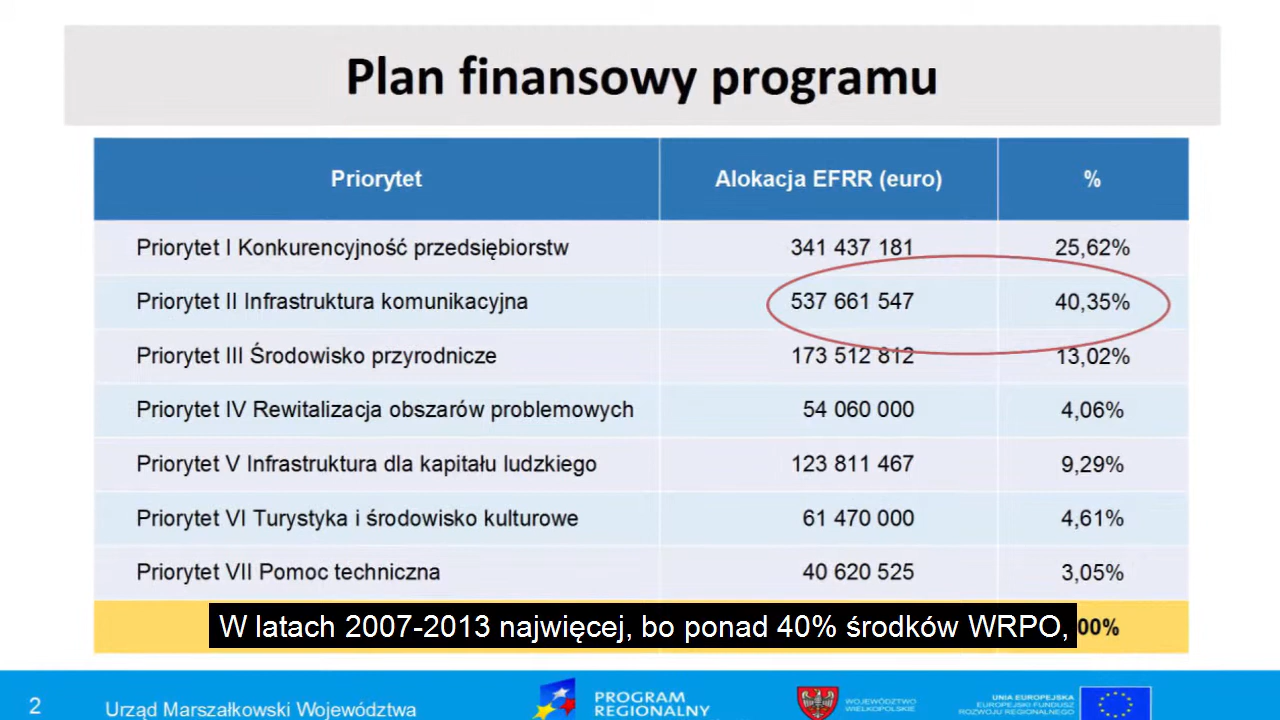 Plan finansowy programu
Priorytet Alokacja EFRR (euro) %
Priorytet I Konkurencyjność przedsiębiorstw 341 437 181 25,62%
Priorytet II Infrastruktura komunikacyjna 537 661 547 40,35%
Priorytet III Środowisko przyrodnicze 173 512 812 13,02%
Priorytet IV Rewitalizacja obszarów problemowych 54 060 000 4,06%
Priorytet V Infrastruktura dla kapitału ludzkiego 123 811 467 9,29%
Priorytet VI Turystyka i środowisko kulturowe 61 470 000 4,61%
Priorytet VII Pomoc techniczna 40 620 525 3,05%
W latach 2007-2013 najwięcej, bo ponad 40% środków WRPO, 00%
2 Urząd Marszałkowski Województwa
PROGRAM
REGIONALNY
WOJEWÓDZTWO
WIELKOPOLSKIE
UNIA EUROPEJSKA
EUROPEJSKI FUNDUSZ
ROZWOJU REGIONALNEGO